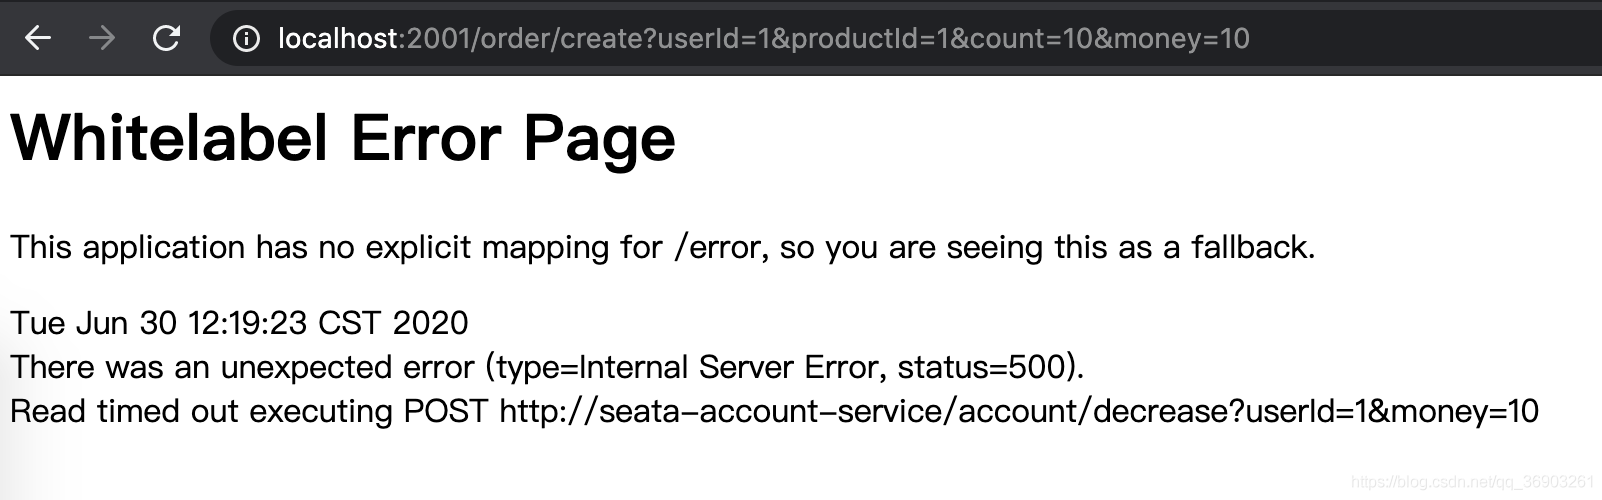 localhost:2001/order/create?userId=1&productId=1&count=10&money=10
Whitelabel Error Page
This application has no explicit mapping for /error, so you are seeing this as a fallback.
Tue Jun 30 12:19:23 CST 2020
There was an unexpected error (type=Internal Server Error, status=500).
Read timed out executing POST http://seata-account-service/account/decrease?userId=1&money=10
https://blog.csdn.net/qq_36903261